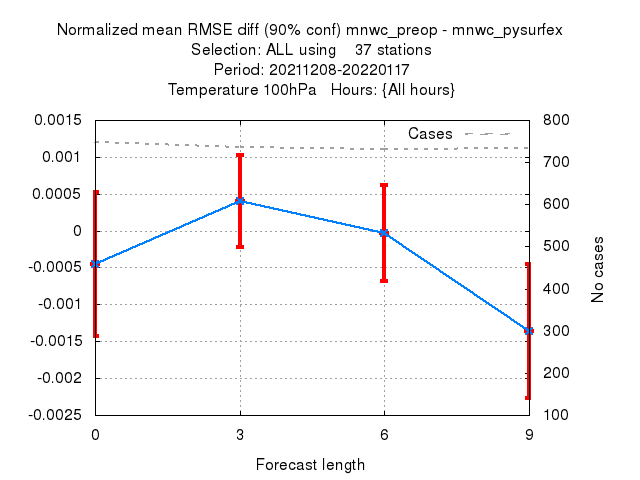 Normalized mean RMSE diff (90% conf) mnwc_preop - mnwc_pysurfex
Selection: ALL using    37 stations
Period: 20211208-20220117
Temperature 100hPa   Hours: {All hours}
0.0015
0.001
0.0005
0
-0.0005
-0.001
-0.0015
-0.002
-0.0025
Cases
800
700
600
500
400
300
200
100
No cases
0 3 6 9
Forecast length